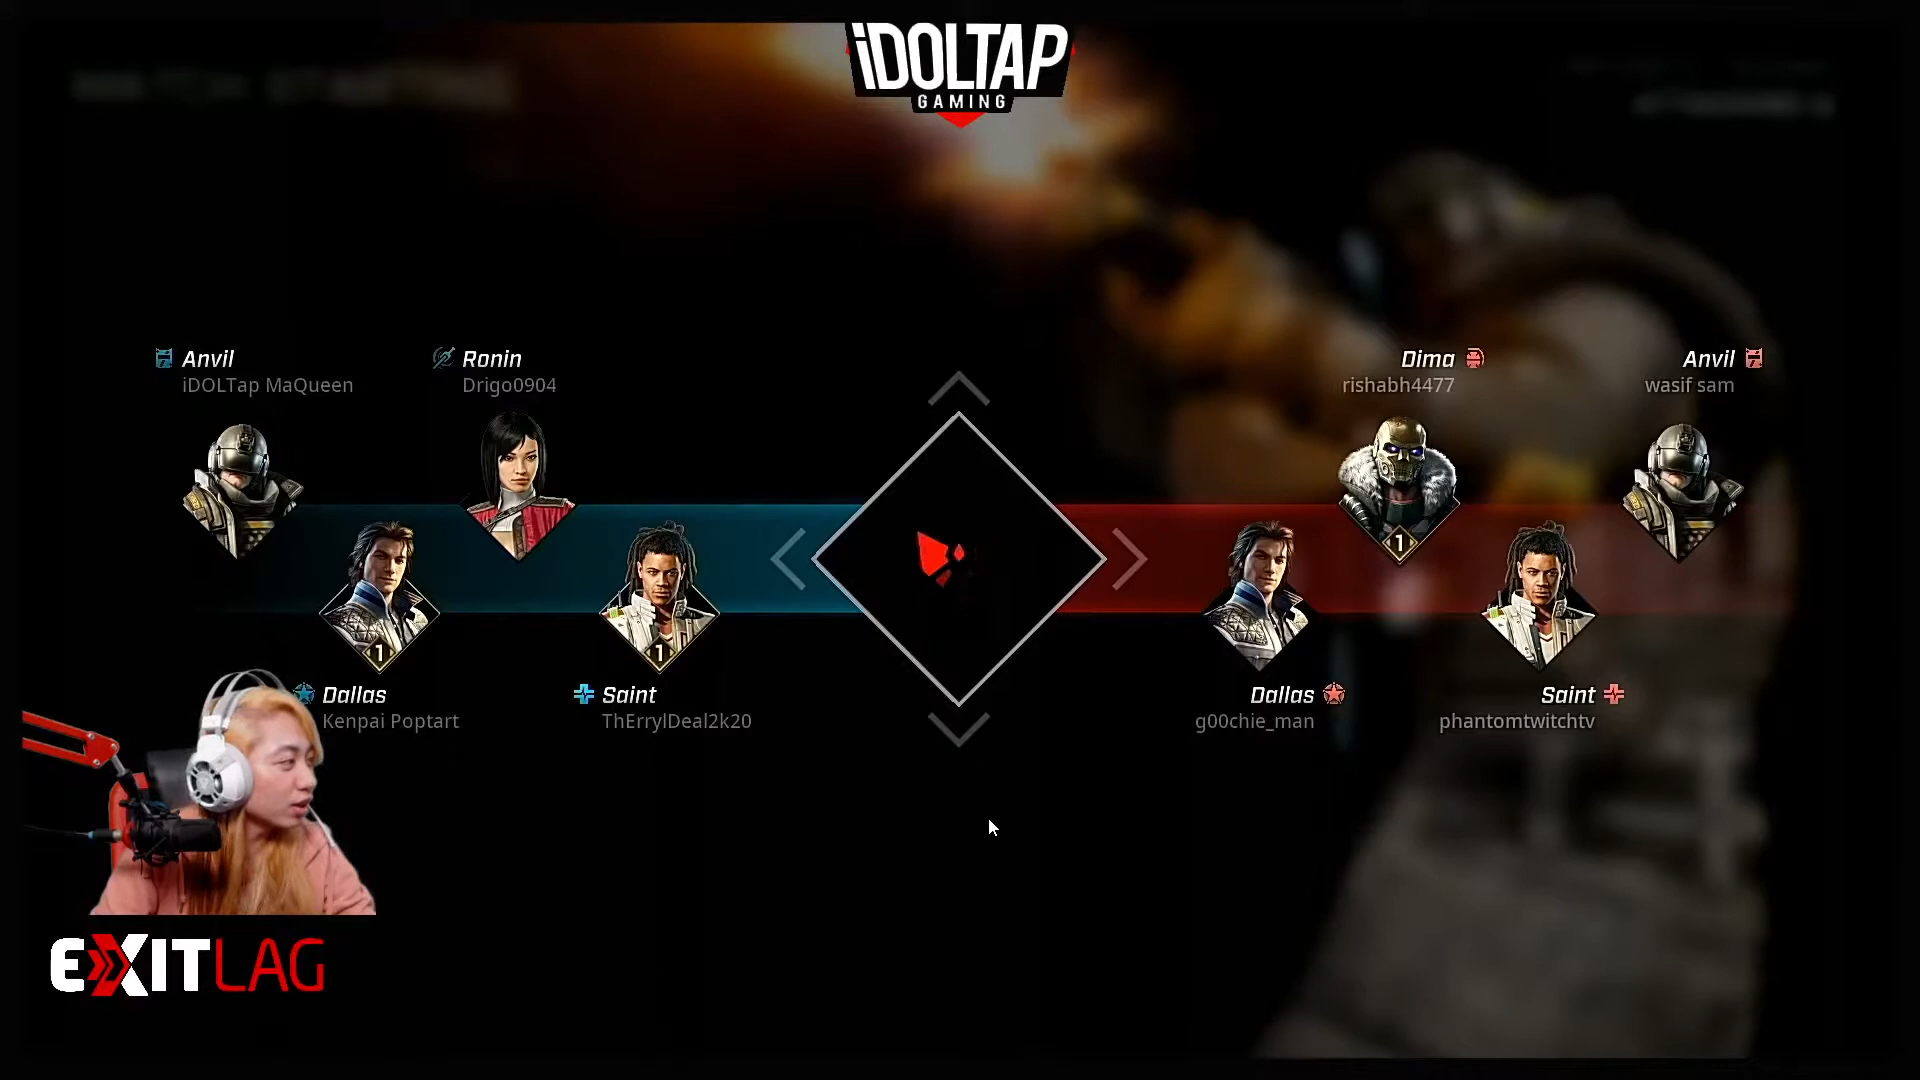 iDOLTAP
GAMING
Anvil
iDOLTap MaQueen
Ronin
Drigo0904
Dima
rishabh4477
Anvil
wasif sam
1
1
1
Dallas
Kenpai Poptart
Saint
ThErrylDeal2k20
Dallas
g00chie_man
Saint
phantomtwitchtv
EXITLAG